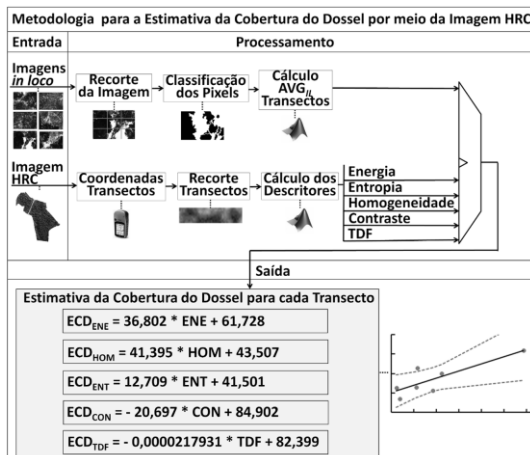 Metodologia para a Estimativa da Cobertura do Dossel por meio da Imagem HRC
Entrada
Processamento
Imagens
in loco
Recorte
da Imagem
Classificação
dos Pixels
Cálculo
AVG_IL
Transectos
Imagem
HRC
Coordenadas
Transectos
Recorte
Transectos
Cálculo dos
Descritores
Energia
Entropia
Homogeneidade
Contraste
TDF
Saída
Estimativa da Cobertura do Dossel para cada Transecto
ECD_ENE = 36,802 * ENE + 61,728
ECD_HOM = 41,395 * HOM + 43,507
ECD_ENT = 12,709 * ENT + 41,501
ECD_CON = - 20,697 * CON + 84,902
ECD_TDF = - 0,0000217931 * TDF + 82,399